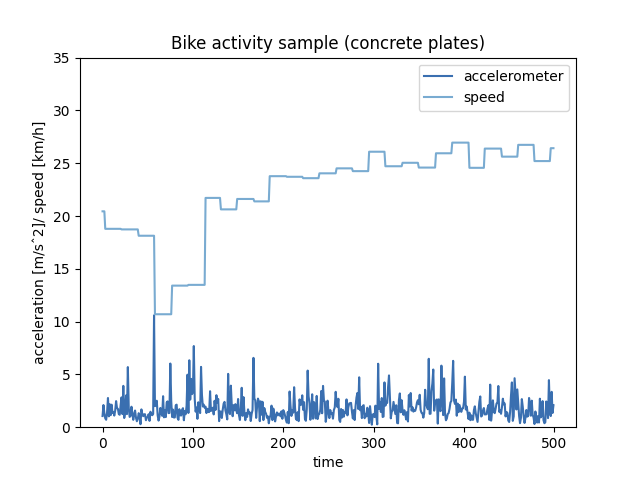 Bike activity sample (concrete plates)
accelerometer
speed
acceleration [m/s^2]/ speed [km/h]
35
30
25
20
15
10
5
0
0 100 200 300 400 500
time